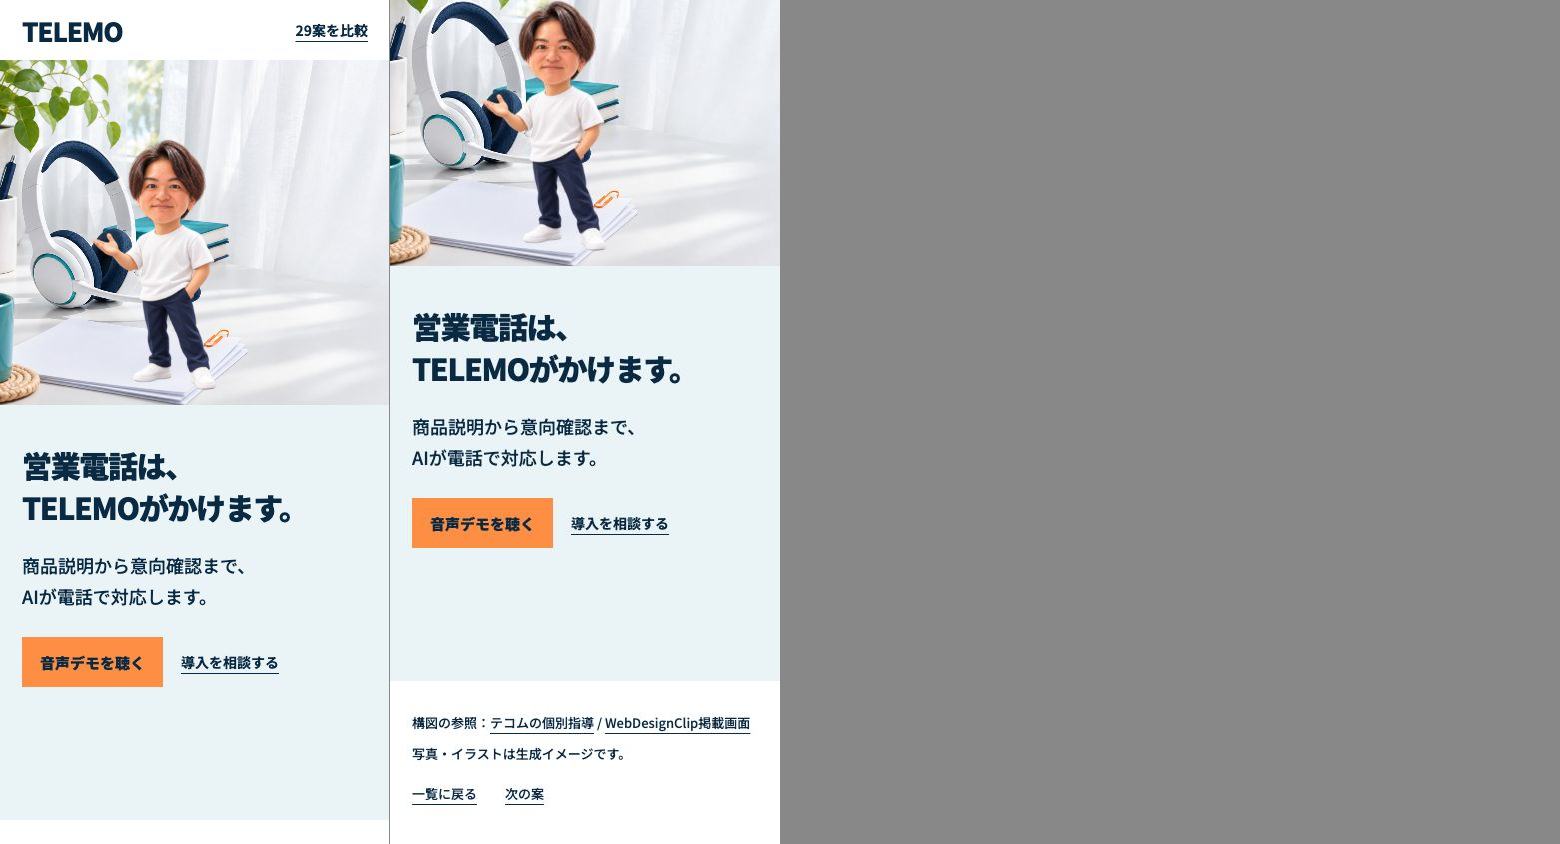 TELEMO
29案を比較
営業電話は、
TELEMOがかけます。
商品説明から意向確認まで、
AIが電話で対応します。
音声デモを聴く
導入を相談する
営業電話は、
TELEMOがかけます。
商品説明から意向確認まで、
AIが電話で対応します。
音声デモを聴く
導入を相談する
構図の参照：テコムの個別指導 / WebDesignClip掲載画面
写真・イラストは生成イメージです。
一覧に戻る
次の案